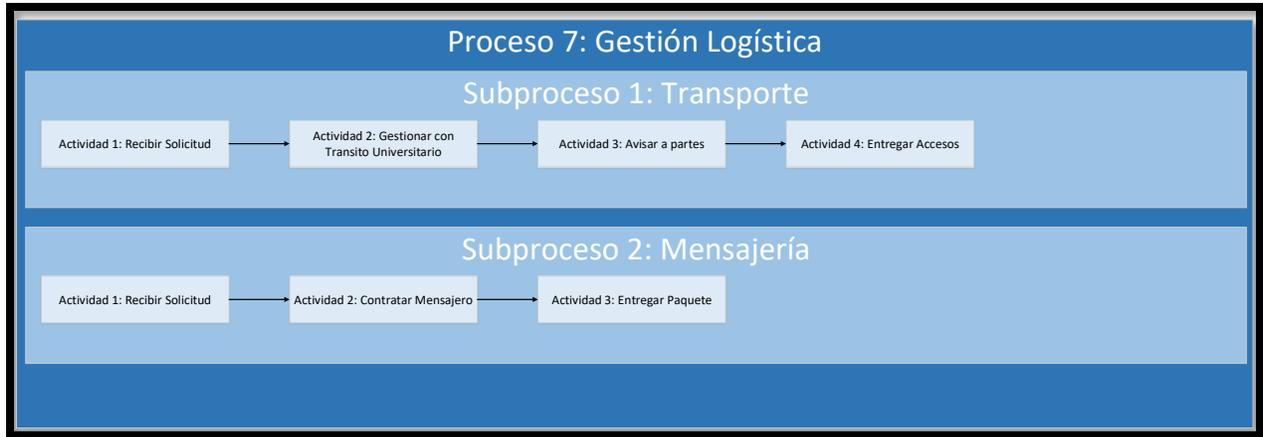 Proceso 7: Gestión Logística
Subproceso 1: Transporte
Actividad 1: Recibir Solicitud
Actividad 2: Gestionar con
Transito Universitario
Actividad 3: Avisar a partes
Actividad 4: Entregar Accesos
Subproceso 2: Mensajería
Actividad 1: Recibir Solicitud
Actividad 2: Contratar Mensajero
Actividad 3: Entregar Paquete